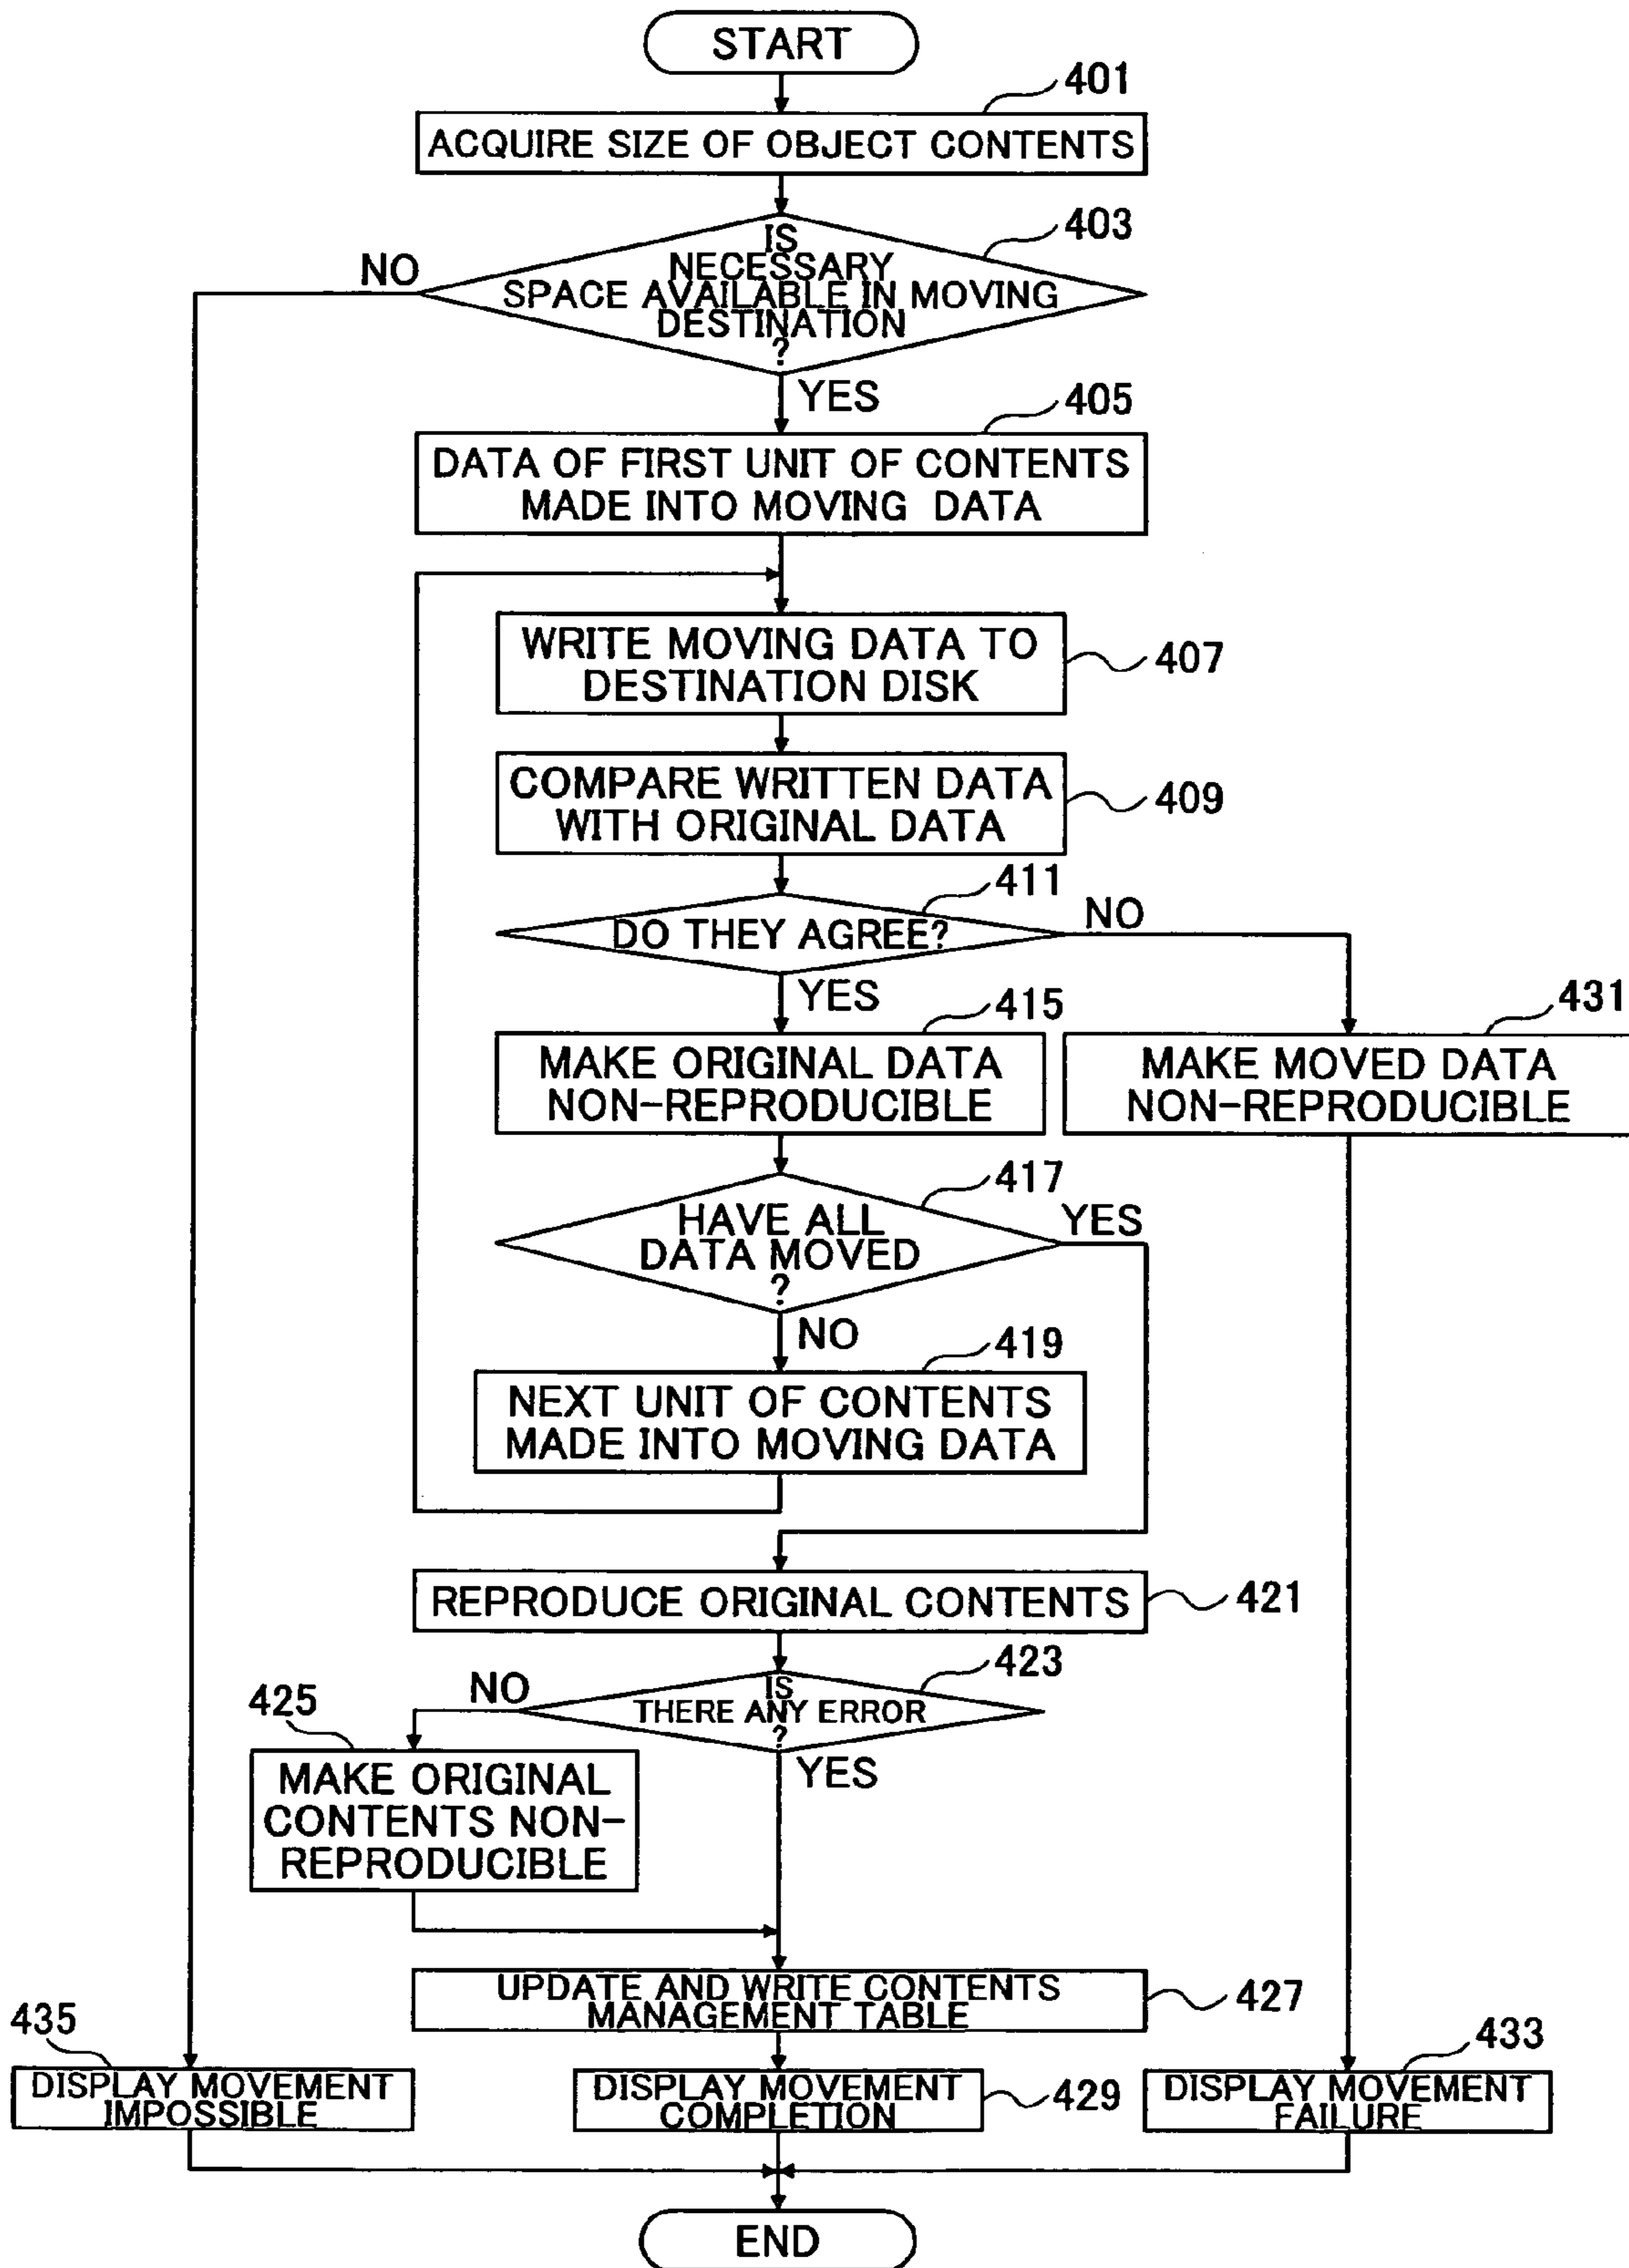 START
401
ACQUIRE SIZE OF OBJECT CONTENTS
403
NO
IS
NECESSARY
SPACE AVAILABLE IN MOVING
DESTINATION
?
YES
405
DATA OF FIRST UNIT OF CONTENTS
MADE INTO MOVING DATA
WRITE MOVING DATA TO
DESTINATION DISK
407
COMPARE WRITTEN DATA
WITH ORIGINAL DATA
409
411
DO THEY AGREE?
NO
YES
415
431
MAKE ORIGINAL DATA
NON-REPRODUCIBLE
MAKE MOVED DATA
NON-REPRODUCIBLE
417
HAVE ALL
DATA MOVED
?
YES
NO
419
NEXT UNIT OF CONTENTS
MADE INTO MOVING DATA
REPRODUCE ORIGINAL CONTENTS
421
423
NO
IS
THERE ANY ERROR
?
425
YES
MAKE ORIGINAL
CONTENTS NON-
REPRODUCIBLE
UPDATE AND WRITE CONTENTS
MANAGEMENT TABLE
427
435
433
DISPLAY MOVEMENT
IMPOSSIBLE
DISPLAY MOVEMENT
COMPLETION
429
DISPLAY MOVEMENT
FAILURE
END